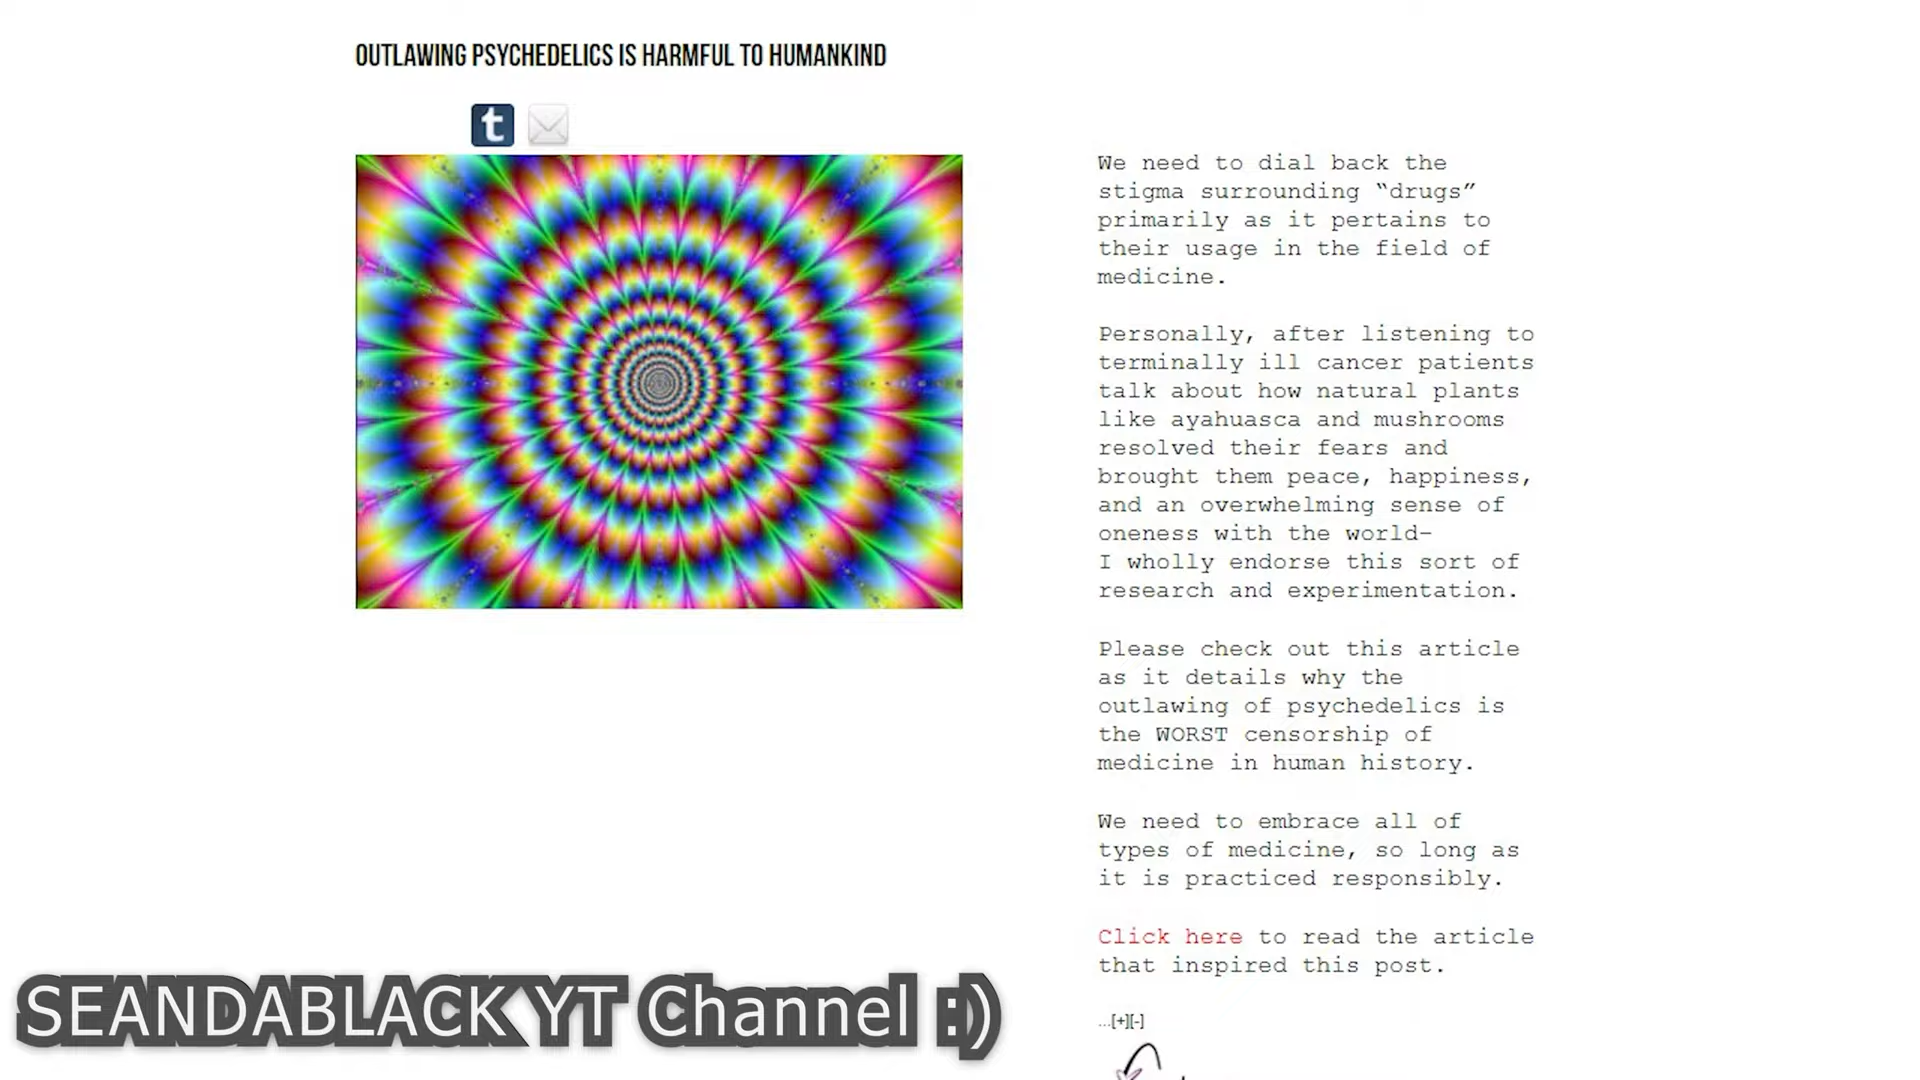 OUTLAWING PSYCHEDELICS IS HARMFUL TO HUMANKIND
t
We need to dial back the
stigma surrounding “drugs”
primarily as it pertains to
their usage in the field of
medicine.
Personally, after listening to
terminally ill cancer patients
talk about how natural plants
like ayahuasca and mushrooms
resolved their fears and
brought them peace, happiness,
and an overwhelming sense of
oneness with the world-
I wholly endorse this sort of
research and experimentation.
Please check out this article
as it details why the
outlawing of psychedelics is
the WORST censorship of
medicine in human history.
We need to embrace all of
types of medicine, so long as
it is practiced responsibly.
Click here to read the article
that inspired this post.
...[+][-]
SEANDABLACK YT Channel :)